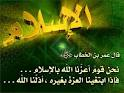 الإسلام
قال عمر بن الخطاب
نحن قوم أعزنا الله بالإسلام ...
فإذا ابتغينا العزة بغيره ، أذلنا الله ...